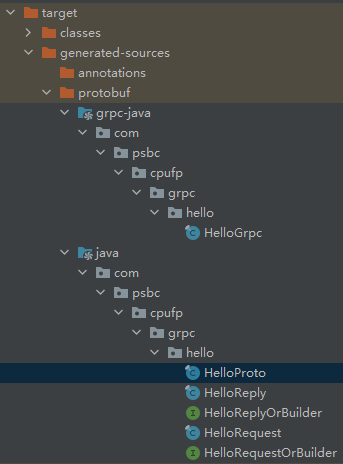 target
classes
generated-sources
annotations
protobuf
grpc-java
com
psbc
cpufp
grpc
hello
HelloGrpc
java
com
psbc
cpufp
grpc
hello
HelloProto
HelloReply
HelloReplyOrBuilder
HelloRequest
HelloRequestOrBuilder